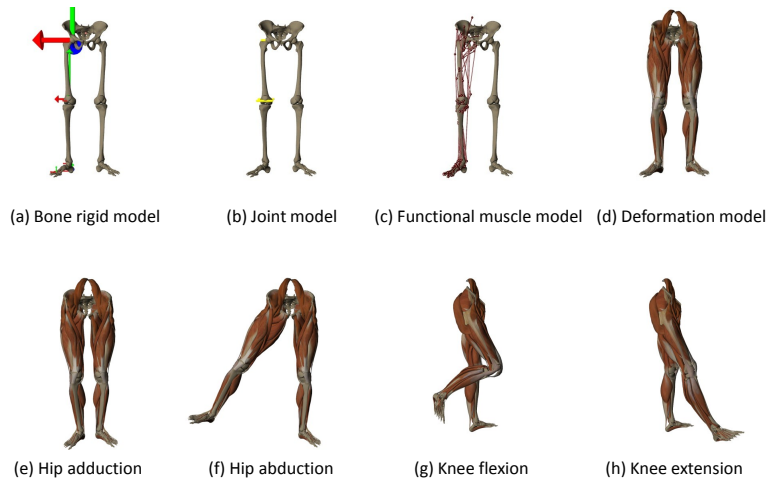 (a) Bone rigid model
(b) Joint model
(c) Functional muscle model
(d) Deformation model
(e) Hip adduction
(f) Hip abduction
(g) Knee flexion
(h) Knee extension